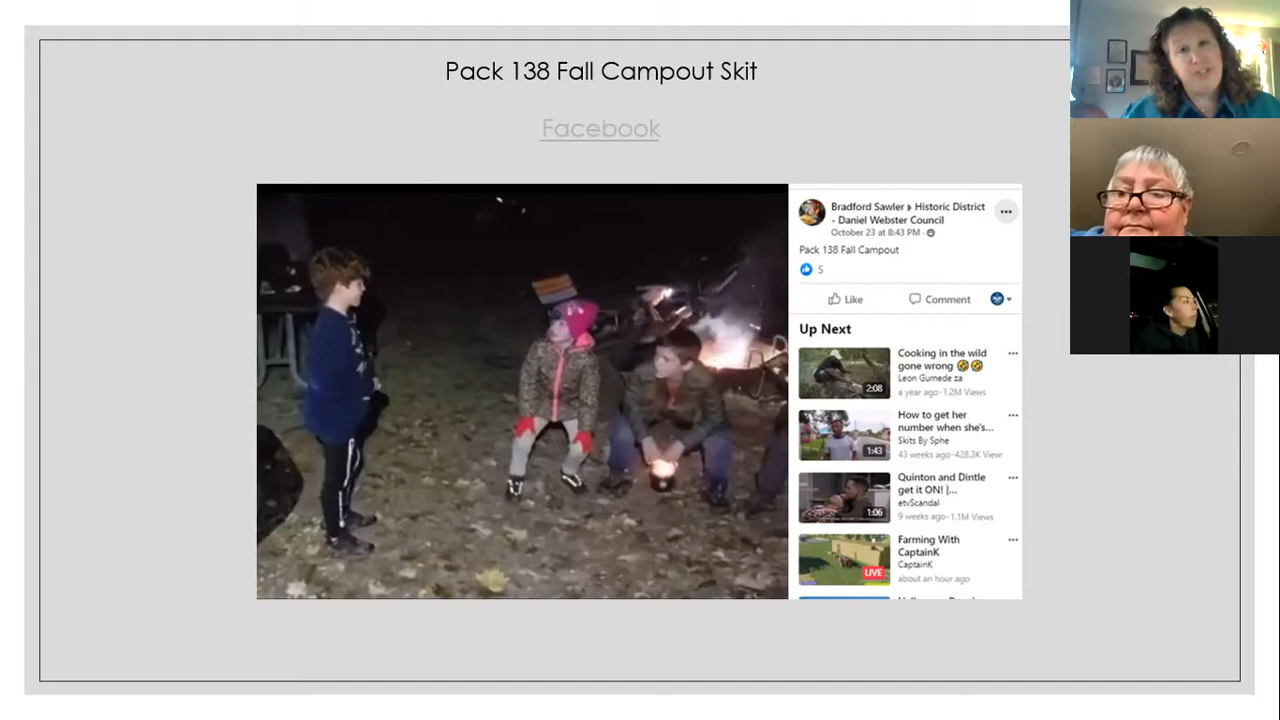 Pack 138 Fall Campout Skit
Facebook
Bradford Sawler ▸ Historic District
- Daniel Webster Council
October 23 at 8:43 PM ·
Pack 138 Fall Campout
5
Like
Comment
Up Next
Cooking in the wild
gone wrong 🤣🤣
Leon Gumede za
a year ago · 1.2M Views
2:08
How to get her
number when she's...
Skits By Sphe
43 weeks ago · 428.3K View
1:43
Quinton and Dintle
get it ON! |...
etvScandal
9 weeks ago · 1.1M Views
1:06
Farming With
CaptainK
CaptainK
about an hour ago
LIVE